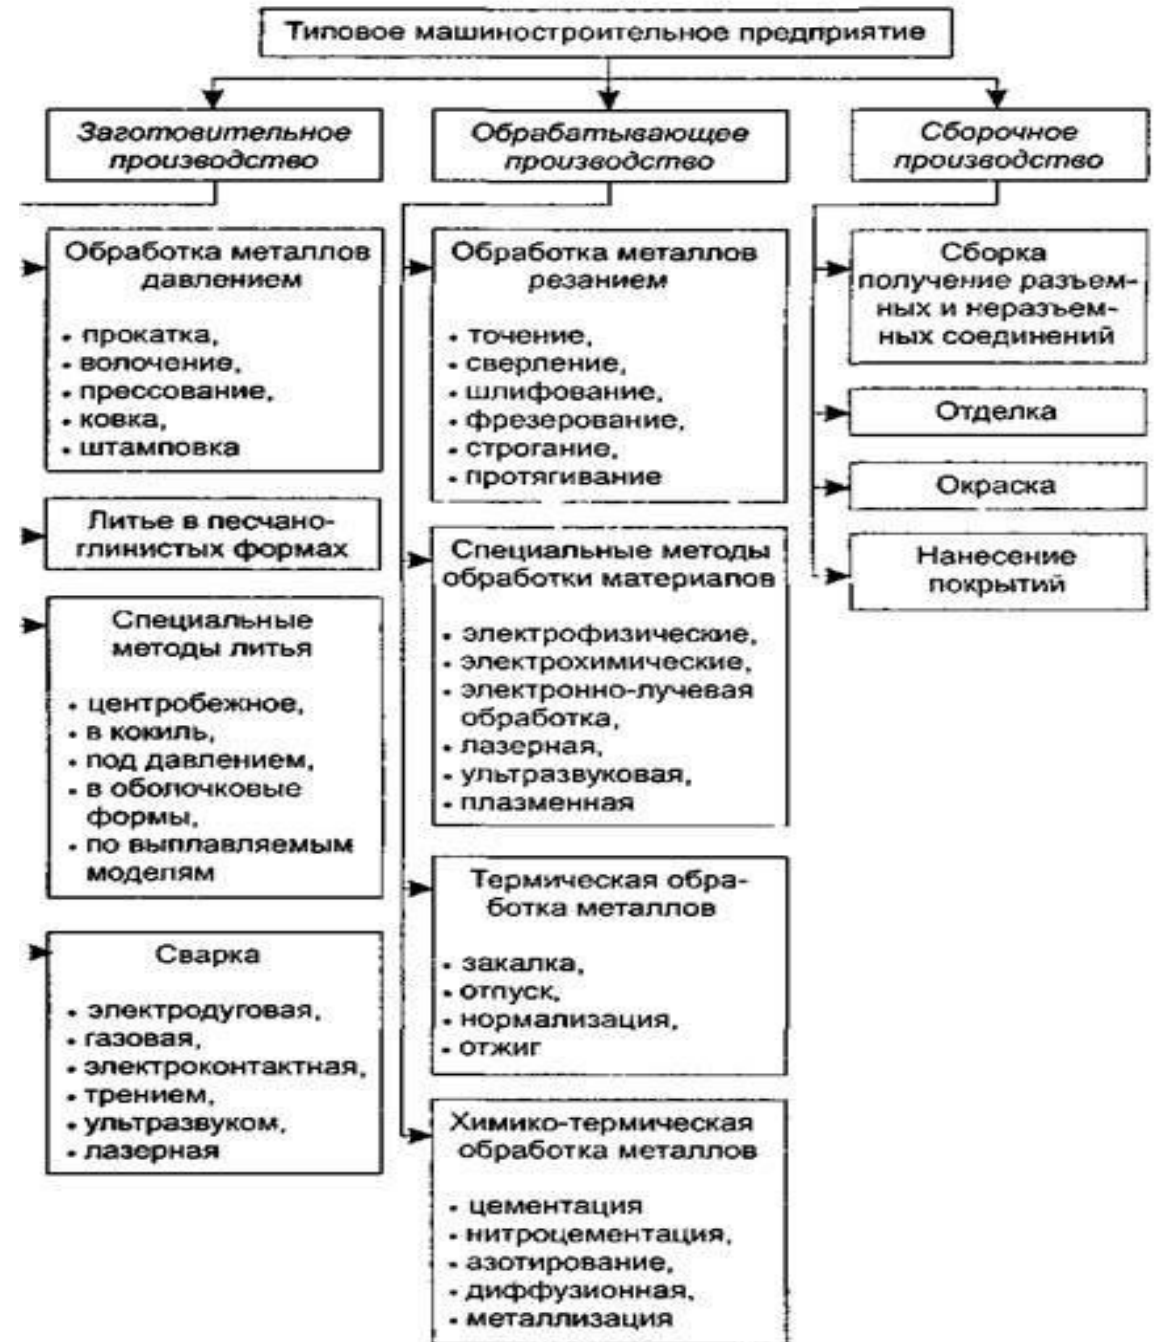 Типовое машиностроительное предприятие
Заготовительное
производство
Обработка металлов
давлением
• прокатка,
• волочение,
• прессование,
• ковка,
• штамповка
Литье в песчано-
глинистых формах
Специальные
методы литья
• центробежное,
• в кокиль,
• под давлением,
• в оболочковые
формы,
• по выплавляемым
моделям
Сварка
• электродуговая,
• газовая,
• электроконтактная,
• трением,
• ультразвуком,
• лазерная
Обрабатывающее
производство
Обработка металлов
резанием
• точение,
• сверление,
• шлифование,
• фрезерование,
• строгание,
• протягивание
Специальные методы
обработки материалов
• электрофизические,
• электрохимические,
• электронно-лучевая
обработка,
• лазерная,
• ультразвуковая,
• плазменная
Термическая обра-
ботка металлов
• закалка,
• отпуск,
• нормализация,
• отжиг
Химико-термическая
обработка металлов
• цементация
• нитроцементация,
• азотирование,
• диффузионная,
• металлизация
Сборочное
производство
Сборка
получение разъем-
ных и неразъем-
ных соединений
Отделка
Окраска
Нанесение
покрытий